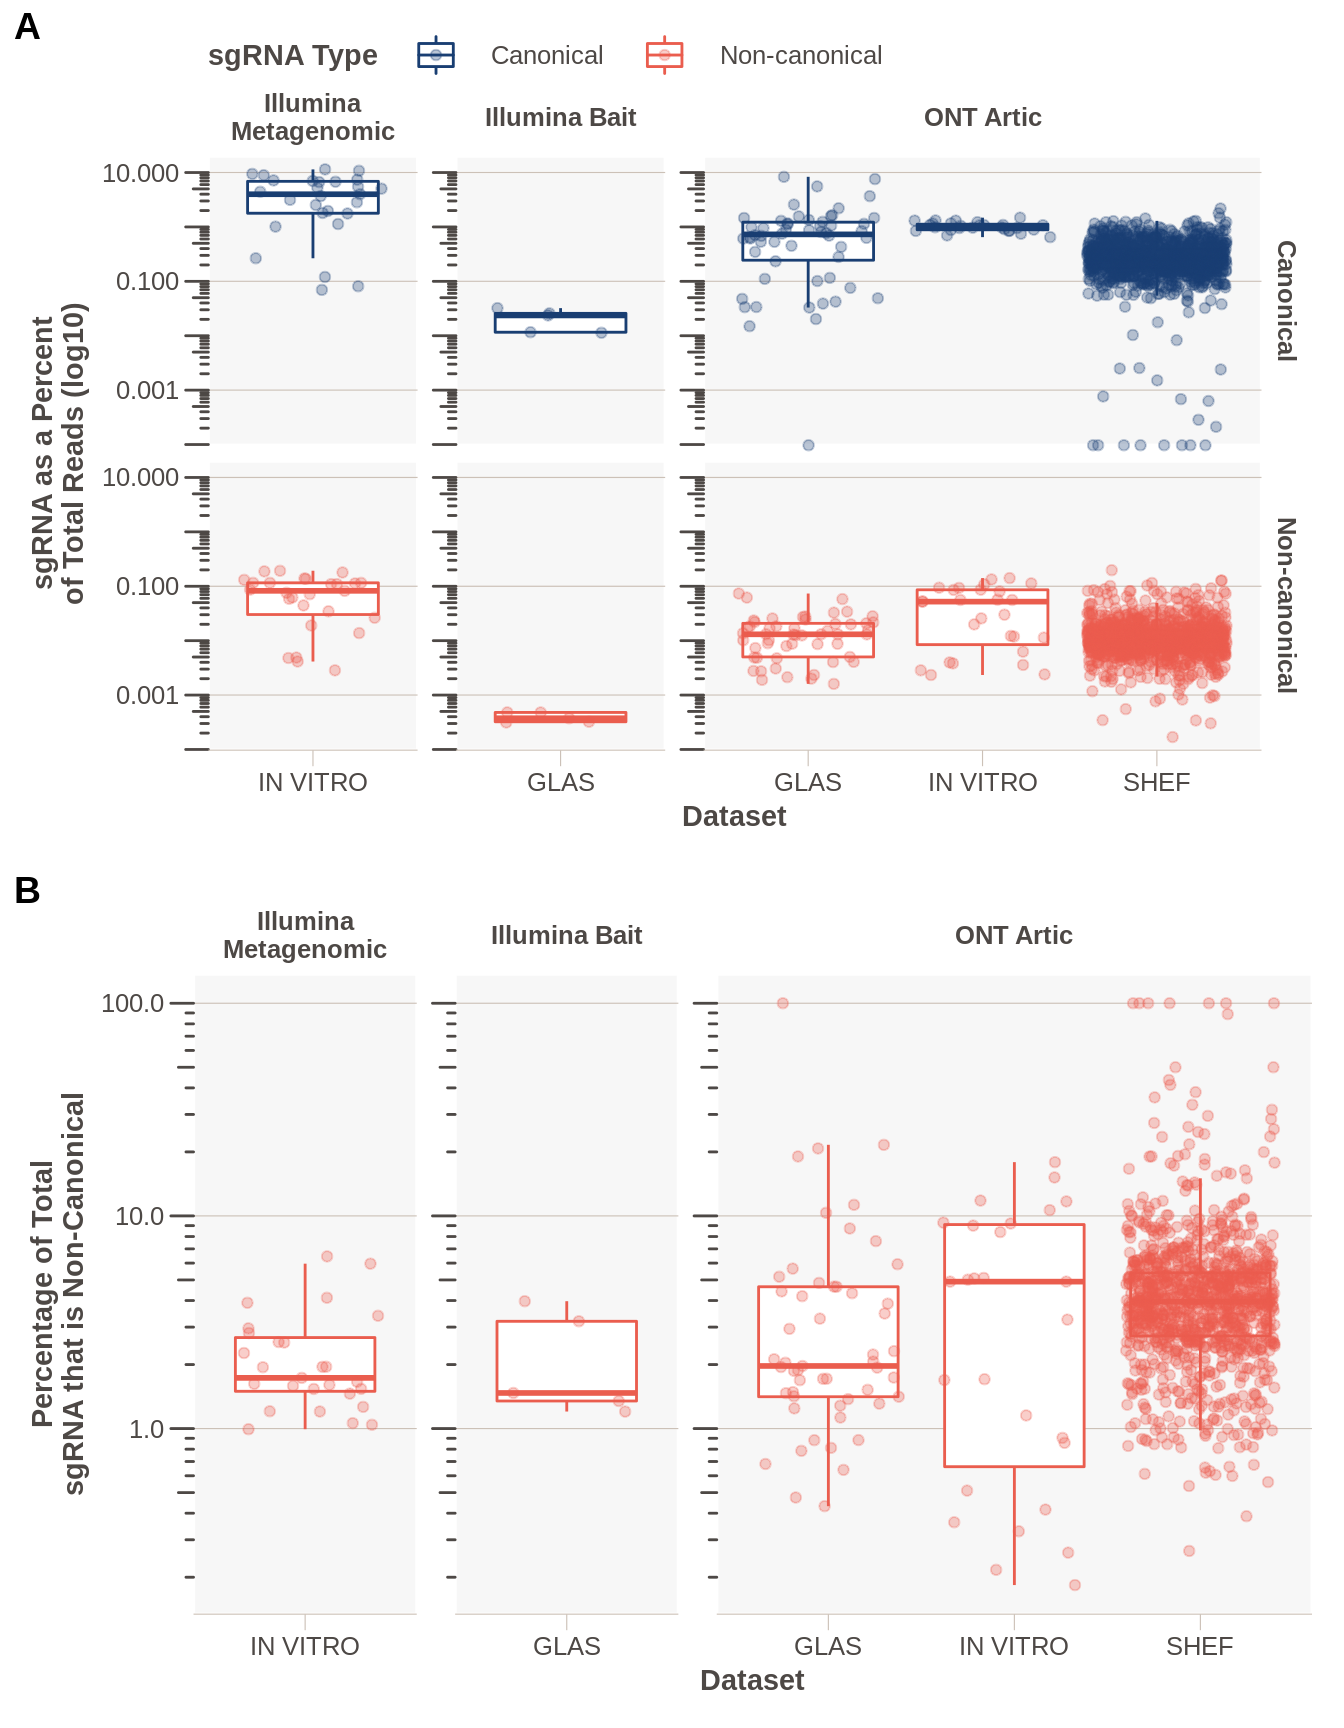 A
sgRNA Type Canonical Non-canonical
Illumina
Metagenomic
Illumina Bait
ONT Artic
sgRNA as a Percent
of Total Reads (log10)
10.000
0.100
0.001
Canonical
10.000
0.100
0.001
Non-canonical
IN VITRO GLAS GLAS IN VITRO SHEF
Dataset
B
Illumina
Metagenomic
Illumina Bait
ONT Artic
Percentage of Total
sgRNA that is Non-Canonical
100.0
10.0
1.0
IN VITRO GLAS GLAS IN VITRO SHEF
Dataset